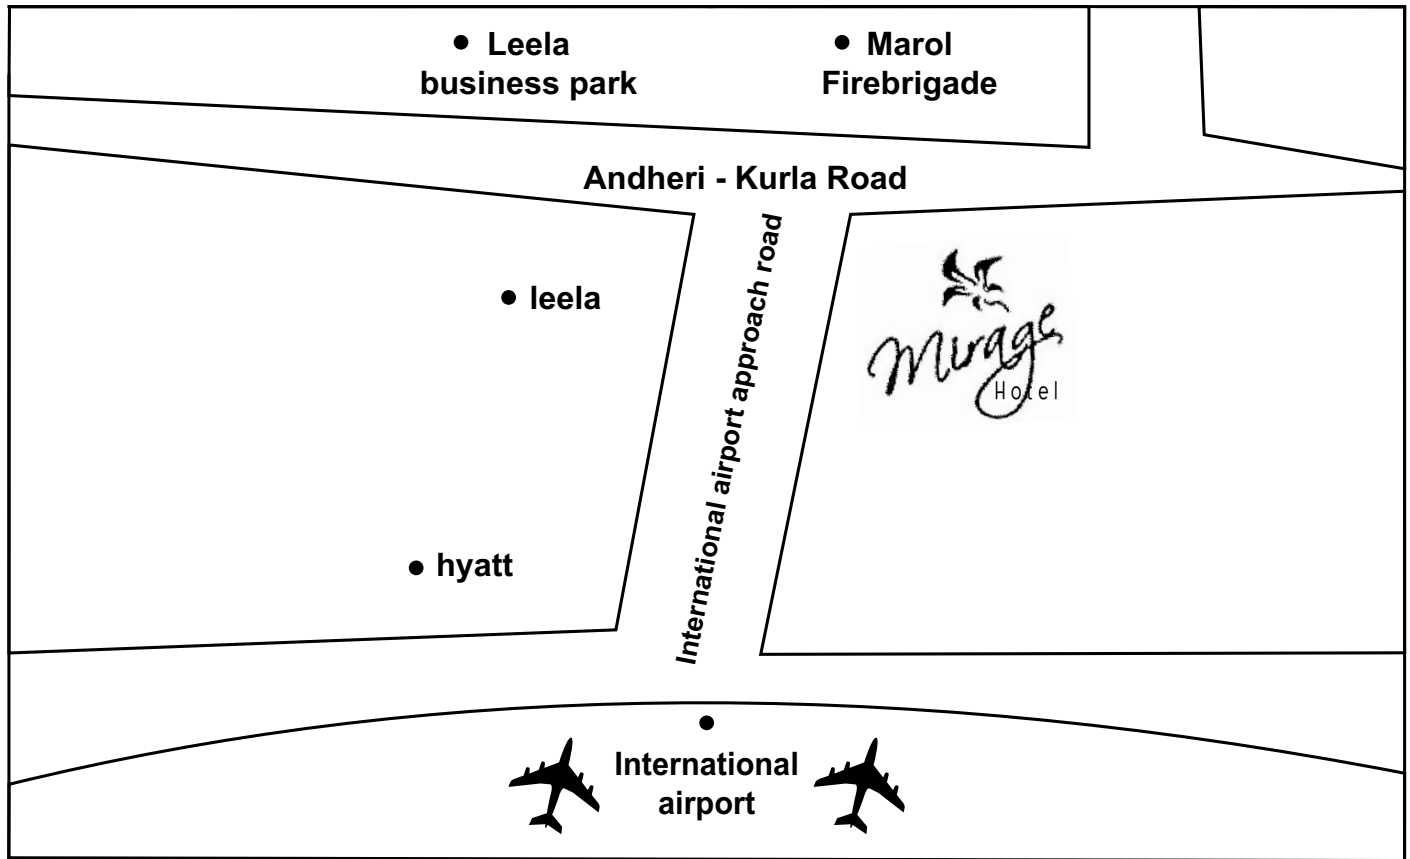 Leela
business park
Marol
Firebrigade
Andheri - Kurla Road
International airport approach road
leela
Mirage
Hotel
hyatt
International
airport